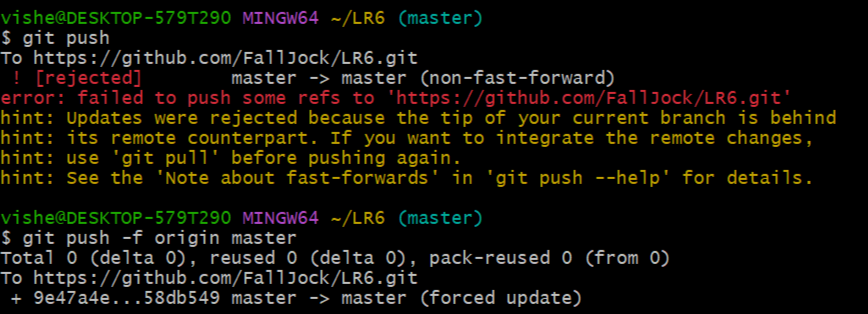 vishe@DESKTOP-579T290 MINGW64 ~/LR6 (master)
$ git push
To https://github.com/FallJock/LR6.git
 ! [rejected]        master -> master (non-fast-forward)
error: failed to push some refs to 'https://github.com/FallJock/LR6.git'
hint: Updates were rejected because the tip of your current branch is behind
hint: its remote counterpart. If you want to integrate the remote changes,
hint: use 'git pull' before pushing again.
hint: See the 'Note about fast-forwards' in 'git push --help' for details.
vishe@DESKTOP-579T290 MINGW64 ~/LR6 (master)
$ git push -f origin master
Total 0 (delta 0), reused 0 (delta 0), pack-reused 0 (from 0)
To https://github.com/FallJock/LR6.git
 + 9e47a4e...58db549 master -> master (forced update)